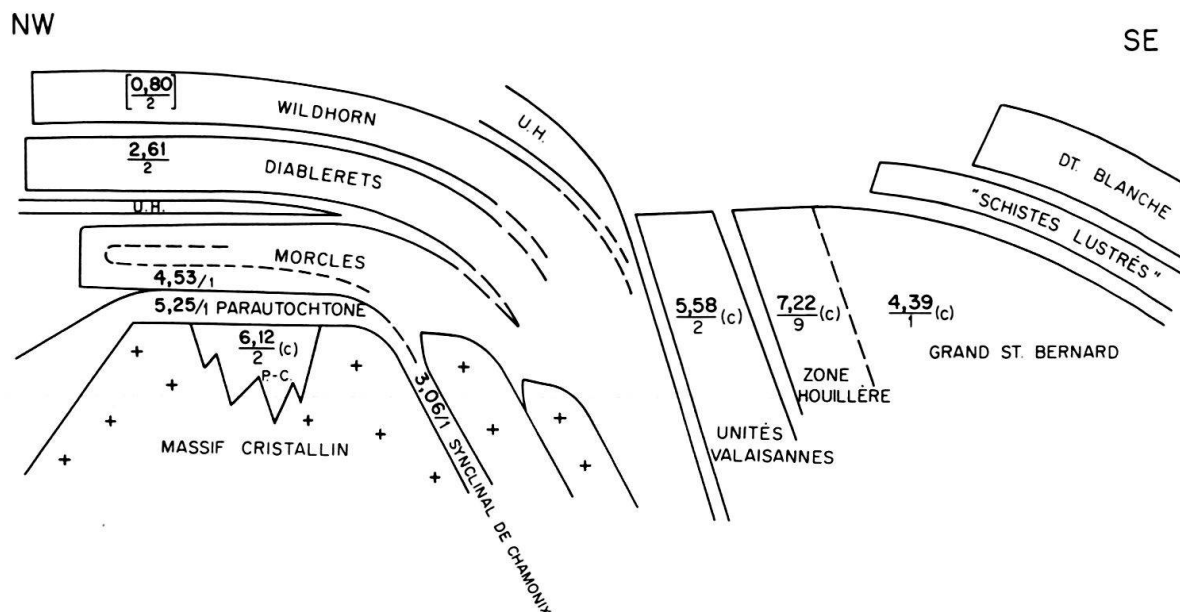 NW
SE
[0,80]
2
WILDHORN
U.H.
2,61
2
DIABLERETS
U.H.
MORCLES
4,53/1
5,25/1 PARAUTOCHTONE
6,12 (c)
2
P.-C.
MASSIF CRISTALLIN
3,06/1 SYNCLINAL DE CHAMONIX
5,58 (c)
2
UNITÉS
VALAISANNES
7,22 (c)
9
ZONE
HOUILLÈRE
4,39 (c)
1
GRAND ST. BERNARD
DT. BLANCHE
"SCHISTES LUSTRÉS"